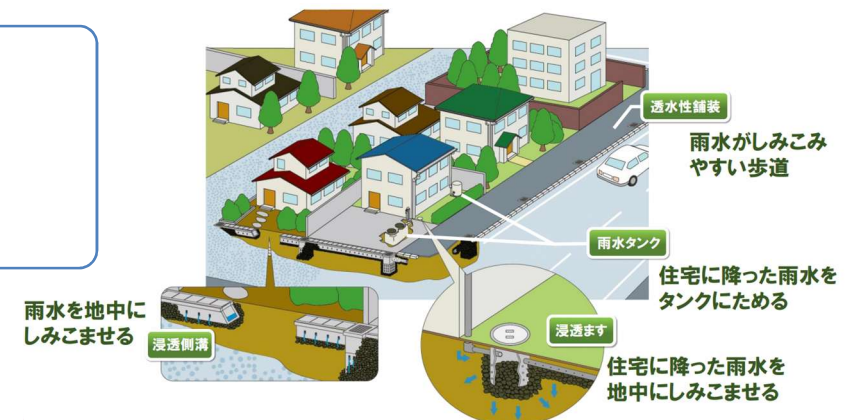 透水性舗装
雨水がしみこみ
やすい歩道
雨水タンク
住宅に降った雨水を
タンクにためる
雨水を地中に
しみこませる
浸透側溝
浸透ます
住宅に降った雨水を
地中にしみこませる